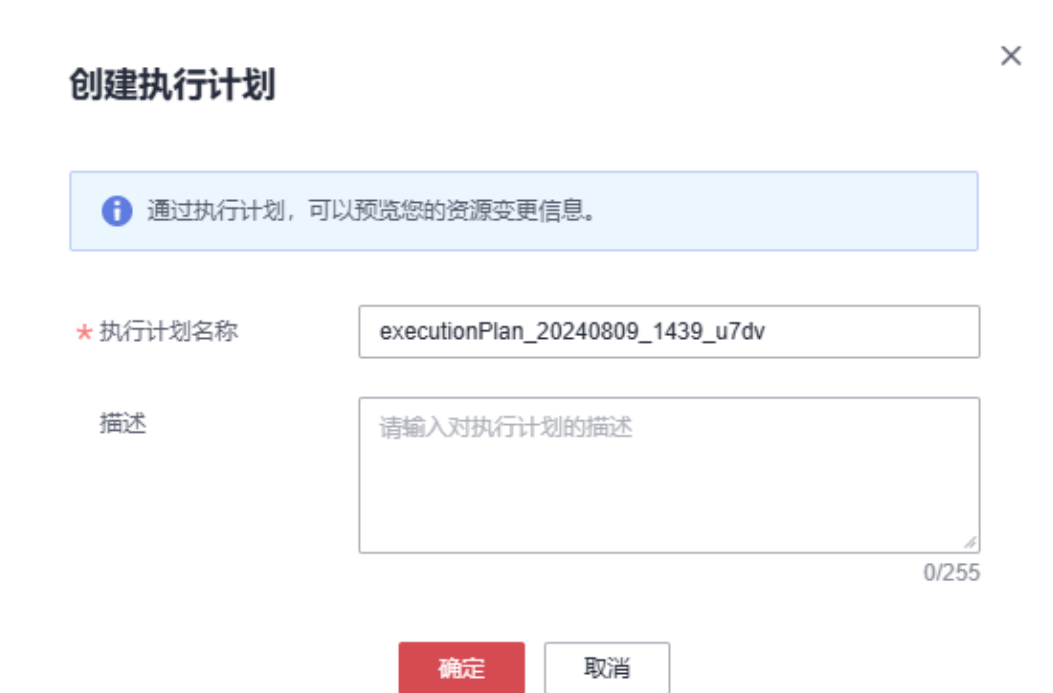 创建执行计划
通过执行计划，可以预览您的资源变更信息。
* 执行计划名称 executionPlan_20240809_1439_u7dv
描述 请输入对执行计划的描述
0/255
确定 取消